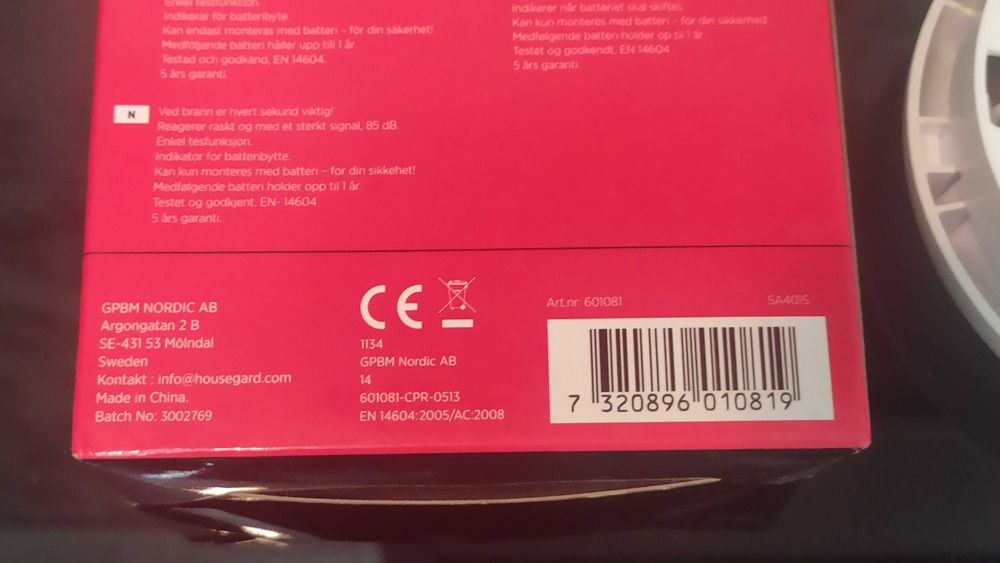 Enkel testfunktion.
Indikerar för batteribyte.
Kan endast monteras med batteri – för din säkerhet!
Medföljande batteri håller upp till 1 år.
Testad och godkänd, EN 14604.
5 års garanti.
Indikerer når batteriet skal skiftes.
Kan kun monteres med batteri – for din sikkerhed.
Medfølgende batteri holder op til 1 år.
Testet og godkendt, EN 14604.
5 års garanti.
N
Ved brann er hvert sekund viktig!
Reagerer raskt og med et sterkt signal, 85 dB.
Enkel tesfunksjon.
Indikator for batteribytte.
Kan kun monteres med batteri – for din sikkehet!
Medfølgende batteri holder opp til 1 år.
Testet og godkjent, EN- 14604
5 års garanti.
GPBM NORDIC AB
Argongatan 2 B
SE-431 53 Mölndal
Sweden
Kontakt : info@housegard.com
Made in China.
Batch No: 3002769
CE
1134
GPBM Nordic AB
14
601081-CPR-0513
EN 14604:2005/AC:2008
Art.nr: 601081
SA401S
7 320896 010819